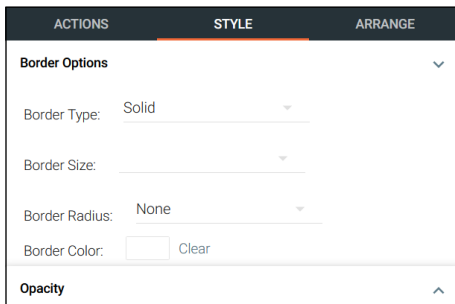 ACTIONS STYLE ARRANGE
Border Options
Border Type: Solid
Border Size:
Border Radius: None
Border Color: Clear
Opacity